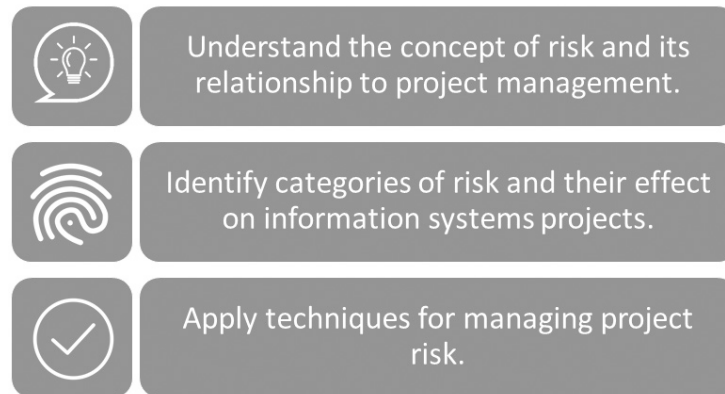 Understand the concept of risk and its
relationship to project management.
Identify categories of risk and their effect
on information systems projects.
Apply techniques for managing project
risk.